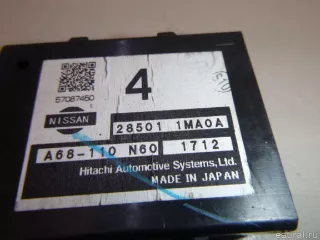 4
57087450
NISSAN
28501 1MA0A
A68-110 N60 1712
Hitachi Automotive Systems,Ltd.
MADE IN JAPAN